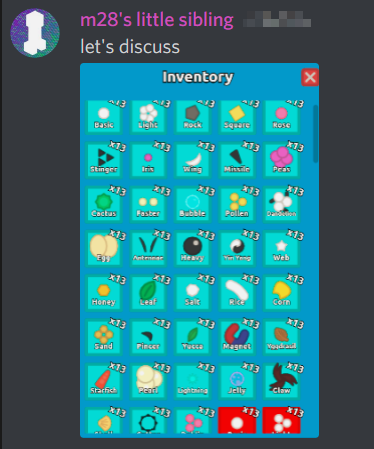 m28's little sibling
let's discuss
Inventory
x13 x13 x13 x13 x13
Basic Light Rock Square Rose
x13 x13 x13 x13 x13
Stinger Iris Wing Missile Peas
x13 x13 x13 x13 x13
Cactus Faster Bubble Pollen Dandelion
x13 x13 x13 x13 x13
Egg Antennae Heavy Yin Yang Web
x13 x13 x13 x13 x13
Honey Leaf Salt Rice Corn
x13 x13 x13 x13 x13
Sand Pincer Yucca Magnet Yggdrasil
x13 x13 x13 x13 x13
Starfish Pearl Lightning Jelly Claw
x13 x13 x13 x13 x13